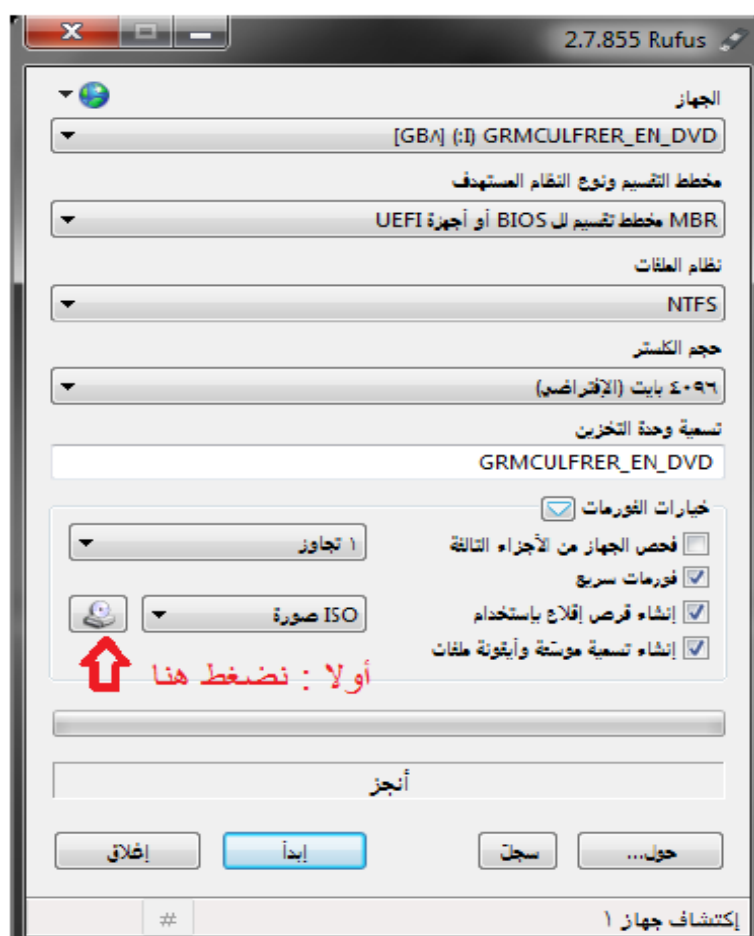 2.7.855 Rufus
الجهاز
[GB٨] (:I) GRMCULFRER_EN_DVD
مخطط التقسيم ونوع النظام المستهدف
MBR مخطط تقسيم لل BIOS أو أجهزة UEFI
نظام الملفات
NTFS
حجم الكلستر
٤٠٩٦ بايت (الإفتراضي)
تسمية وحدة التخزين
GRMCULFRER_EN_DVD
خيارات الفورمات
فحص الجهاز من الأجزاء التالفة
١ تجاوز
فورمات سريع
إنشاء قرص إقلاع بإستخدام
ISO صورة
إنشاء تسمية موسّعة وأيقونة ملفات
أولا : نضغط هنا
أنجز
حول...
سجلّ
إبدأ
إغلاق
إكتشاف جهاز ١
#